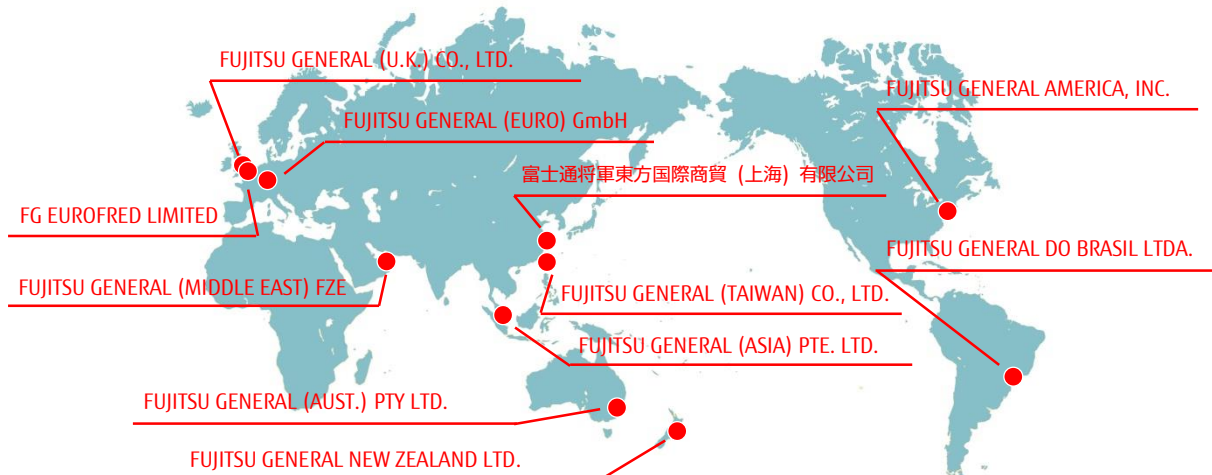 FUJITSU GENERAL (U.K.) CO., LTD.
FUJITSU GENERAL AMERICA, INC.
FUJITSU GENERAL (EURO) GmbH
富士通将軍東方国際商貿（上海）有限公司
FG EUROFRED LIMITED
FUJITSU GENERAL DO BRASIL LTDA.
FUJITSU GENERAL (MIDDLE EAST) FZE
FUJITSU GENERAL (TAIWAN) CO., LTD.
FUJITSU GENERAL (ASIA) PTE. LTD.
FUJITSU GENERAL (AUST.) PTY LTD.
FUJITSU GENERAL NEW ZEALAND LTD.